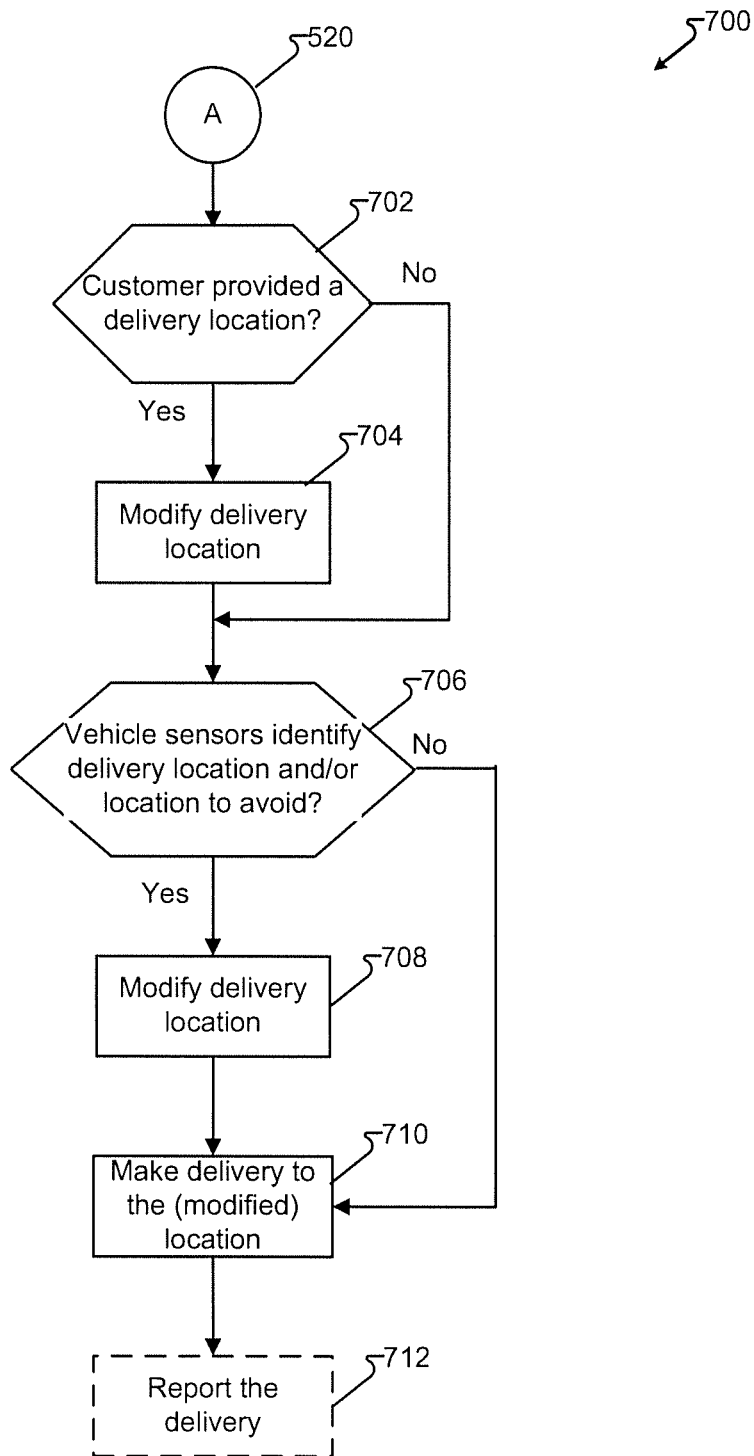 700
520
A
702
Customer provided a
delivery location?
No
Yes
704
Modify delivery
location
706
Vehicle sensors identify
delivery location and/or
location to avoid?
No
Yes
708
Modify delivery
location
710
Make delivery to
the (modified)
location
712
Report the
delivery